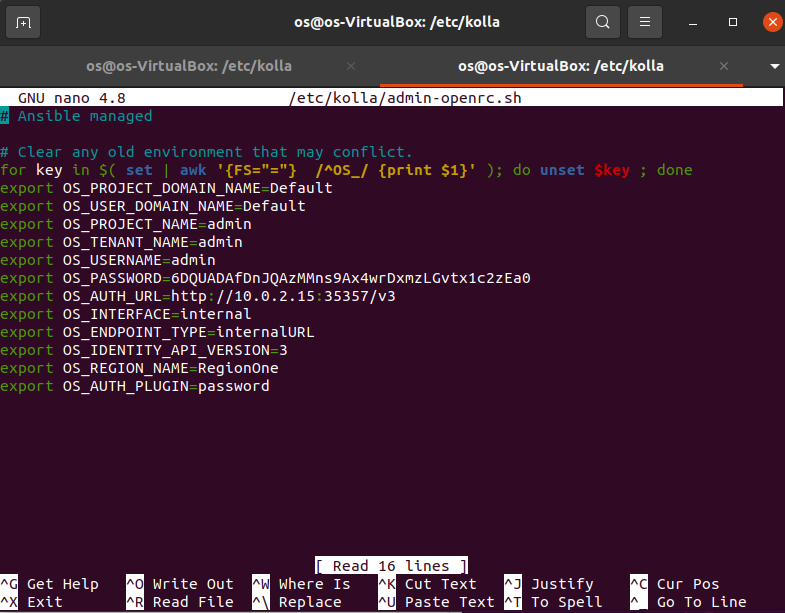 os@os-VirtualBox: /etc/kolla
os@os-VirtualBox: /etc/kolla os@os-VirtualBox: /etc/kolla
GNU nano 4.8 /etc/kolla/admin-openrc.sh
# Ansible managed
# Clear any old environment that may conflict.
for key in $( set | awk '{FS="="}  /^OS_/ {print $1}' ); do unset $key ; done
export OS_PROJECT_DOMAIN_NAME=Default
export OS_USER_DOMAIN_NAME=Default
export OS_PROJECT_NAME=admin
export OS_TENANT_NAME=admin
export OS_USERNAME=admin
export OS_PASSWORD=6DQUADAfDnJQAzMMns9Ax4wrDxmzLGvtx1c2zEa0
export OS_AUTH_URL=http://10.0.2.15:35357/v3
export OS_INTERFACE=internal
export OS_ENDPOINT_TYPE=internalURL
export OS_IDENTITY_API_VERSION=3
export OS_REGION_NAME=RegionOne
export OS_AUTH_PLUGIN=password
[ Read 16 lines ]
^G Get Help ^O Write Out ^W Where Is ^K Cut Text ^J Justify ^C Cur Pos
^X Exit ^R Read File ^\ Replace ^U Paste Text ^T To Spell ^_ Go To Line